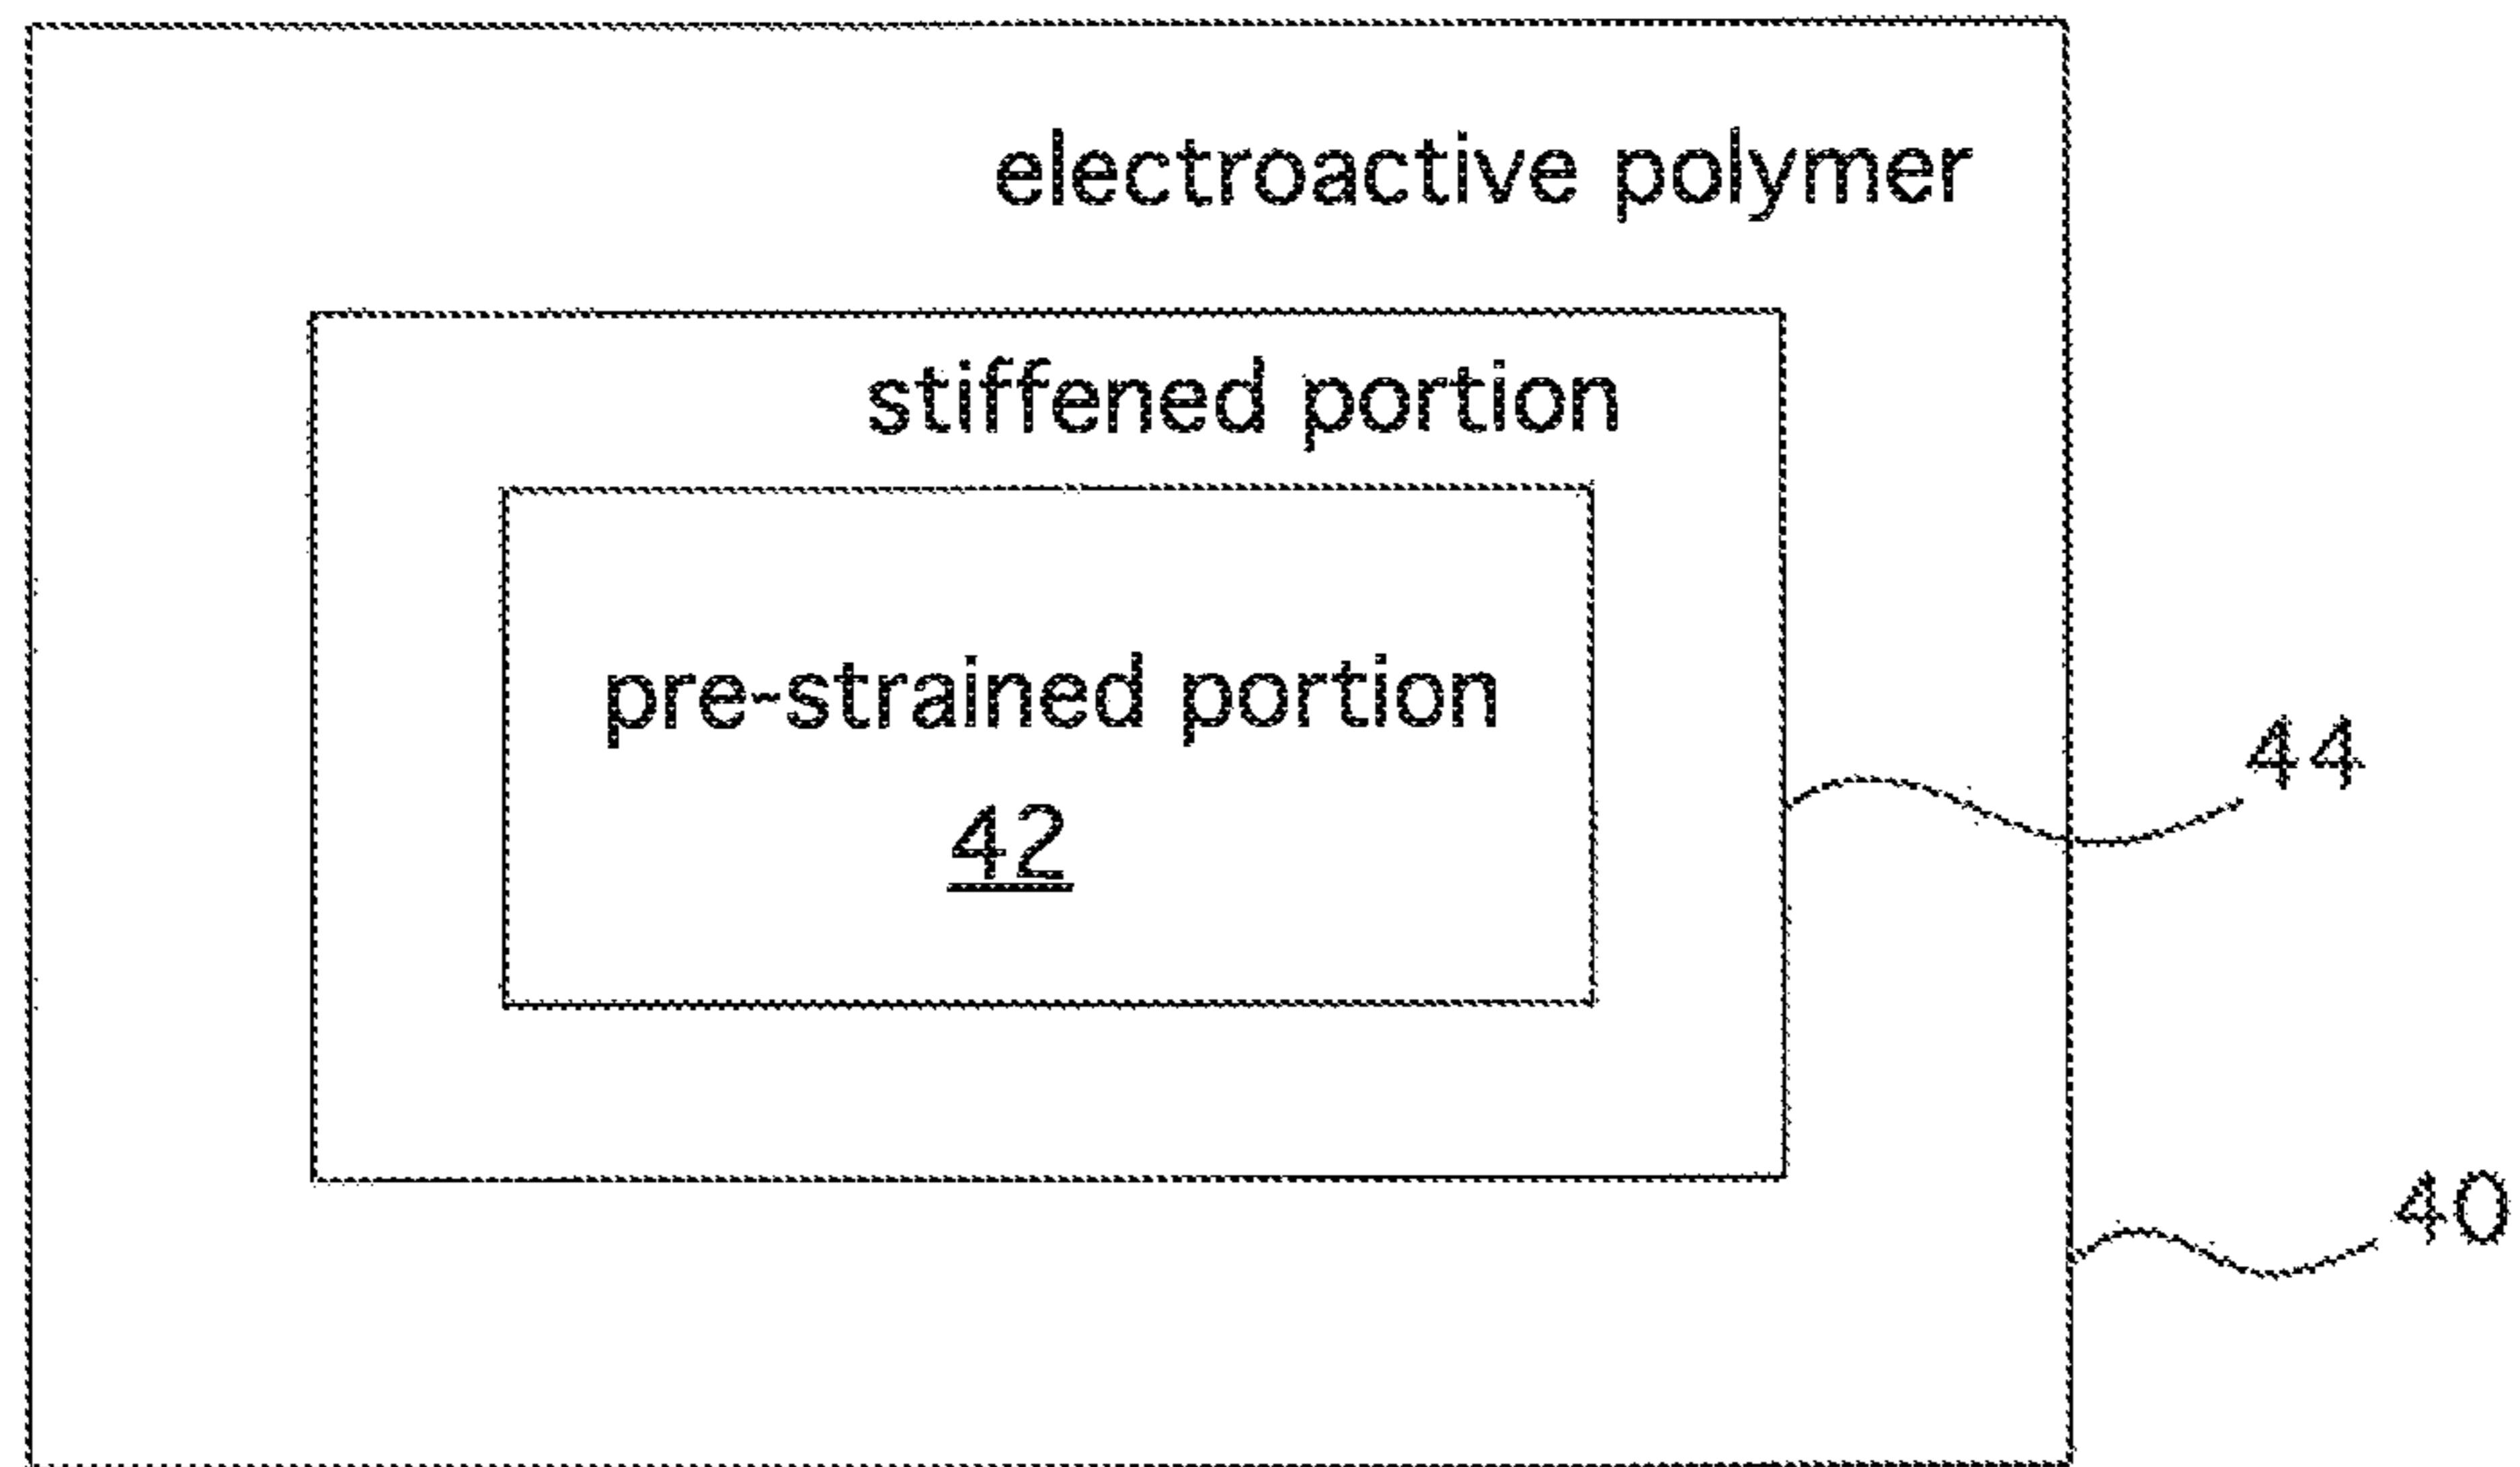 electroactive polymer
stiffened portion
pre-strained portion
42
44
40